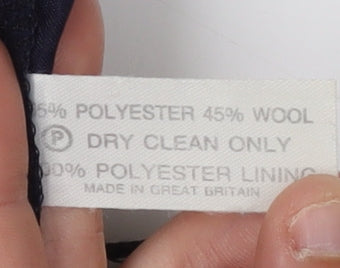 5% POLYESTER 45% WOOL
P DRY CLEAN ONLY
00% POLYESTER LINING
MADE IN GREAT BRITAIN